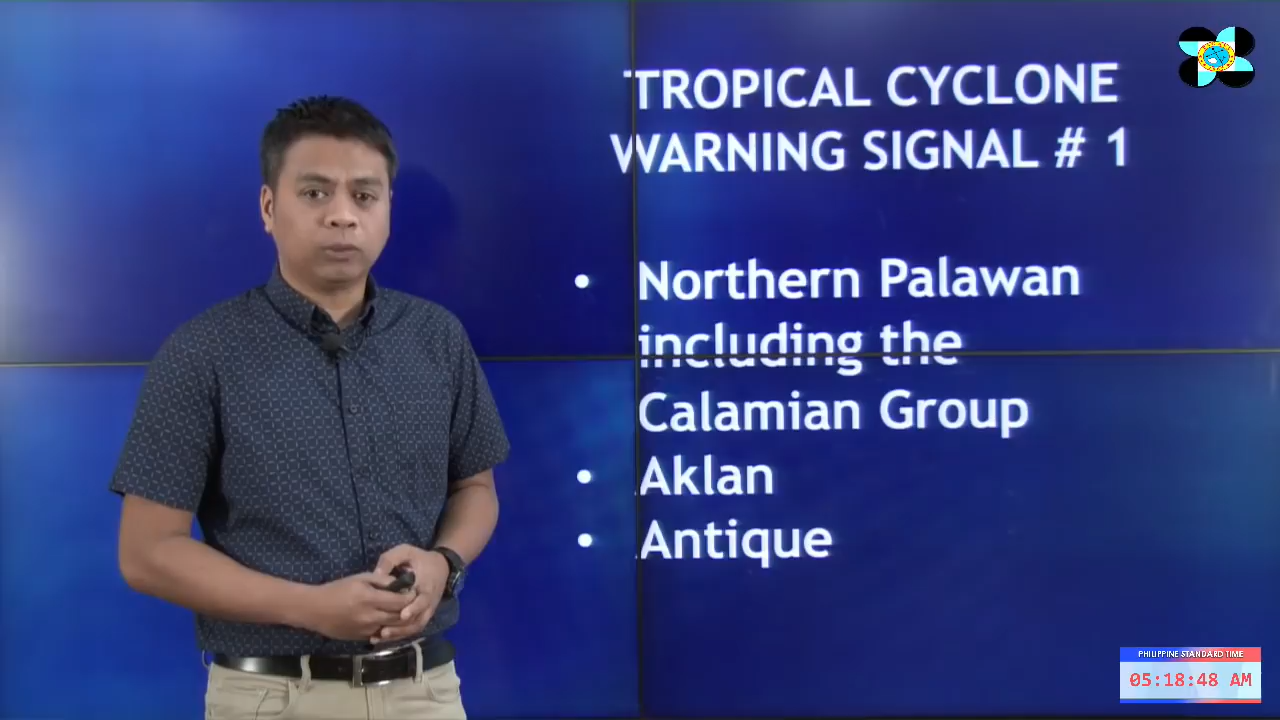 TROPICAL CYCLONE
WARNING SIGNAL # 1
• Northern Palawan
including the
Calamian Group
• Aklan
• Antique
PHILIPPINE STANDARD TIME
05:18:48 AM